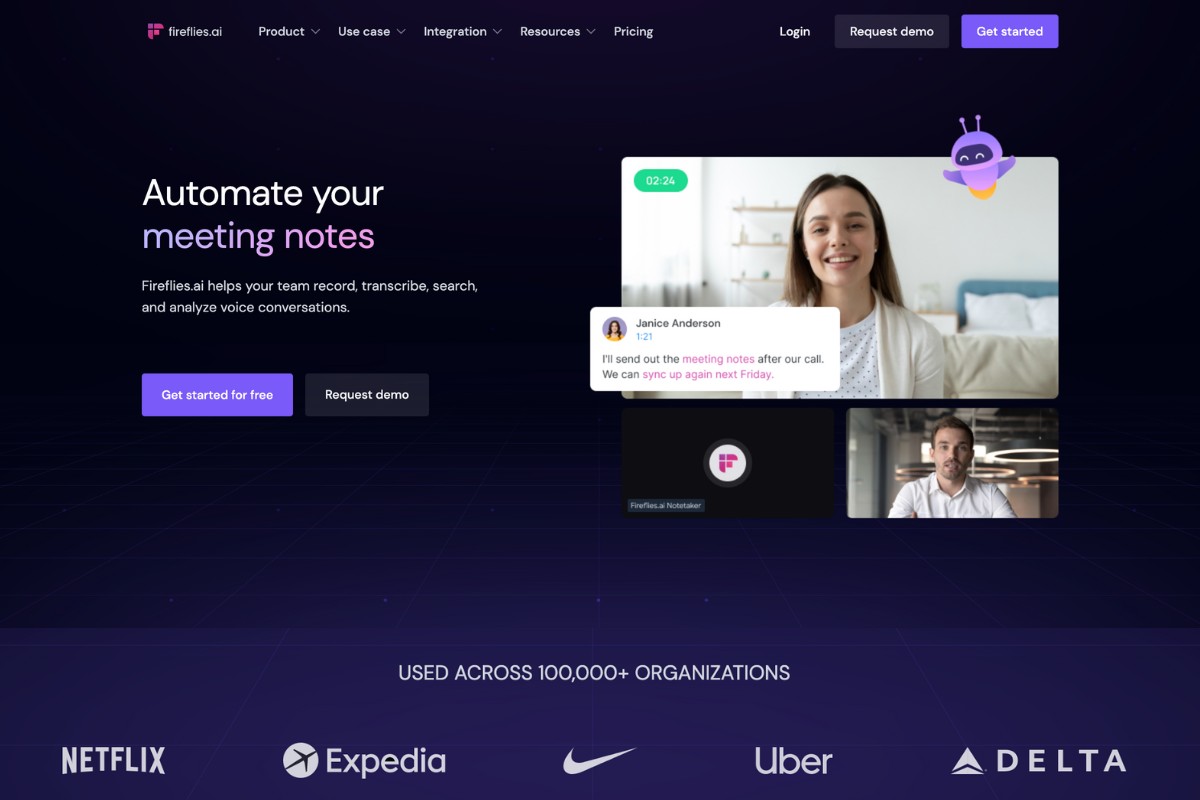 fireflies.ai Product Use case Integration Resources Pricing Login Request demo Get started
Automate your
meeting notes
Fireflies.ai helps your team record, transcribe, search,
and analyze voice conversations.
Get started for free Request demo
02:24
Janice Anderson
1:21
I'll send out the meeting notes after our call.
We can sync up again next Friday.
Fireflies.ai Notetaker
USED ACROSS 100,000+ ORGANIZATIONS
NETFLIX Expedia Uber DELTA